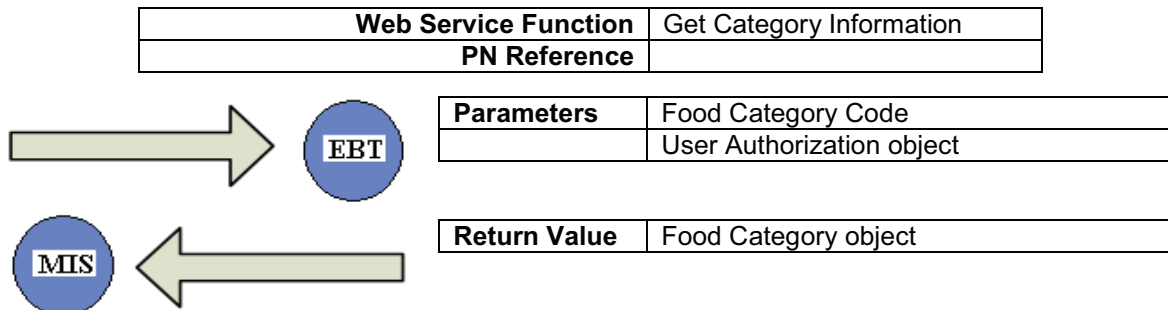 Web Service Function Get Category Information
PN Reference
EBT
Parameters Food Category Code
User Authorization object
MIS
Return Value Food Category object